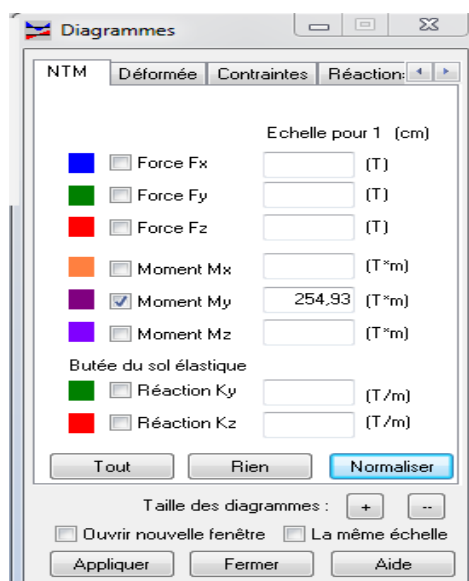 Diagrammes
NTM Déformée Contraintes Réaction
Echelle pour 1 (cm)
Force Fx (T)
Force Fy (T)
Force Fz (T)
Moment Mx (T*m)
Moment My 254,93 (T*m)
Moment Mz (T*m)
Butée du sol élastique
Réaction Ky (T/m)
Réaction Kz (T/m)
Tout Rien Normaliser
Taille des diagrammes : + --
Ouvrir nouvelle fenêtre La même échelle
Appliquer Fermer Aide